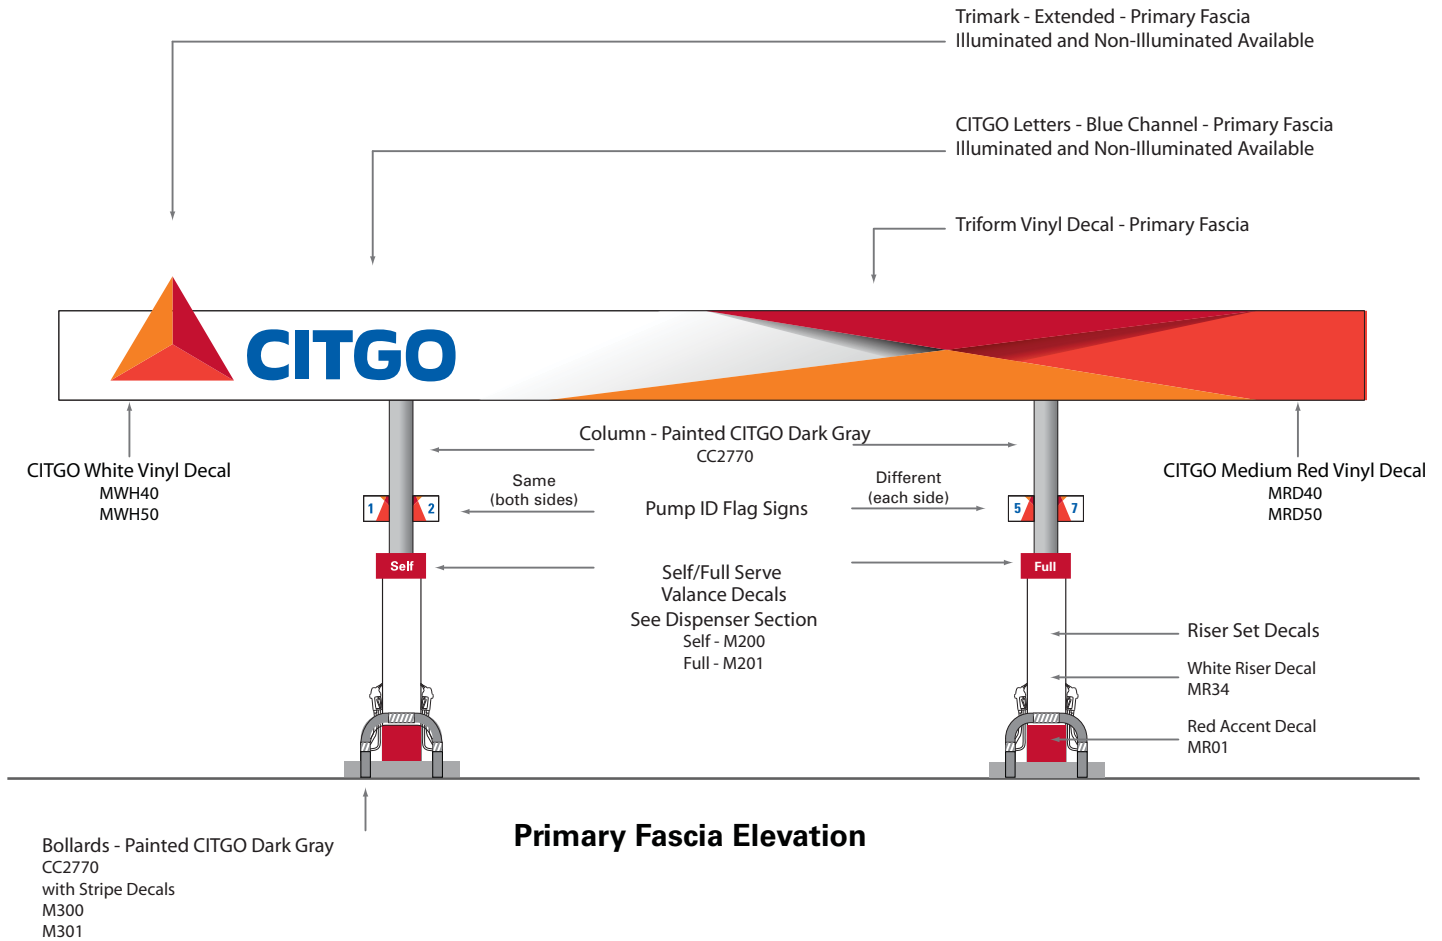 Trimark - Extended - Primary Fascia
Illuminated and Non-Illuminated Available
CITGO Letters - Blue Channel - Primary Fascia
Illuminated and Non-Illuminated Available
Triform Vinyl Decal - Primary Fascia
CITGO
CITGO White Vinyl Decal
MWH40
MWH50
Column - Painted CITGO Dark Gray
CC2770
CITGO Medium Red Vinyl Decal
MRD40
MRD50
Same
(both sides)
Different
(each side)
1
2
Pump ID Flag Signs
5
7
Self
Full
Self/Full Serve
Valance Decals
See Dispenser Section
Self - M200
Full - M201
Riser Set Decals
White Riser Decal
MR34
Red Accent Decal
MR01
Primary Fascia Elevation
Bollards - Painted CITGO Dark Gray
CC2770
with Stripe Decals
M300
M301